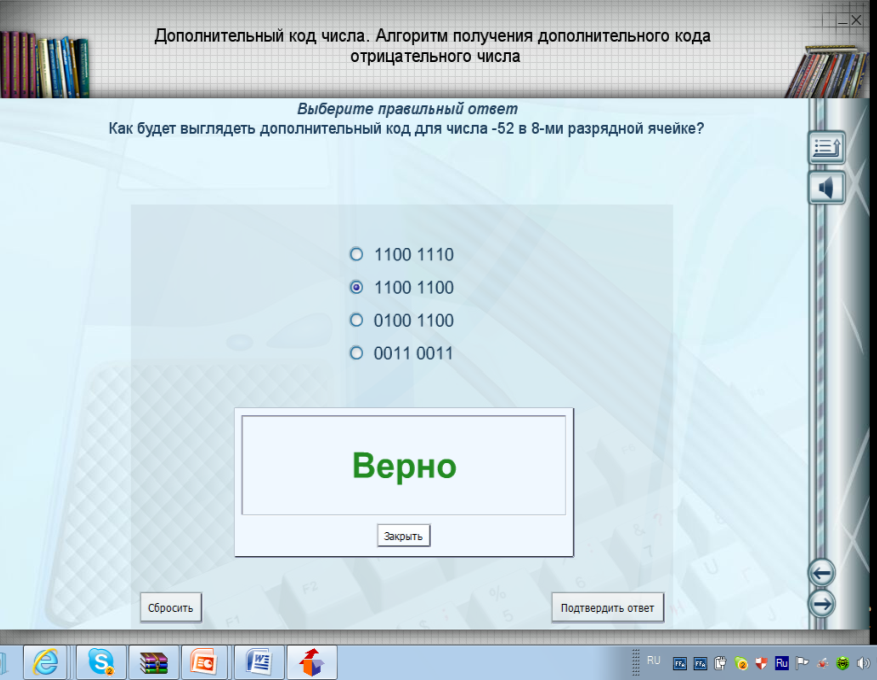 Дополнительный код числа. Алгоритм получения дополнительного кода
отрицательного числа
Выберите правильный ответ
Как будет выглядеть дополнительный код для числа -52 в 8-ми разрядной ячейке?
1100 1110
1100 1100
0100 1100
0011 0011
Верно
Закрыть
Сбросить
Подтвердить ответ
RU
Ru